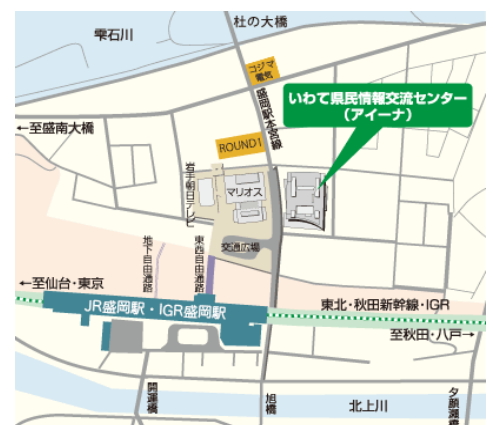 杜の大橋
雫石川
コジマ
電気
盛岡駅本宮線
いわて県民情報交流センター
（アイーナ）
←至盛南大橋
ROUND1
岩手朝日テレビ
マリオス
交通広場
地下自由通路
東西自由通路
←至仙台・東京
JR盛岡駅・IGR盛岡駅
東北・秋田新幹線・IGR
至秋田・八戸→
開運橋
旭橋
北上川
夕顔瀬橋